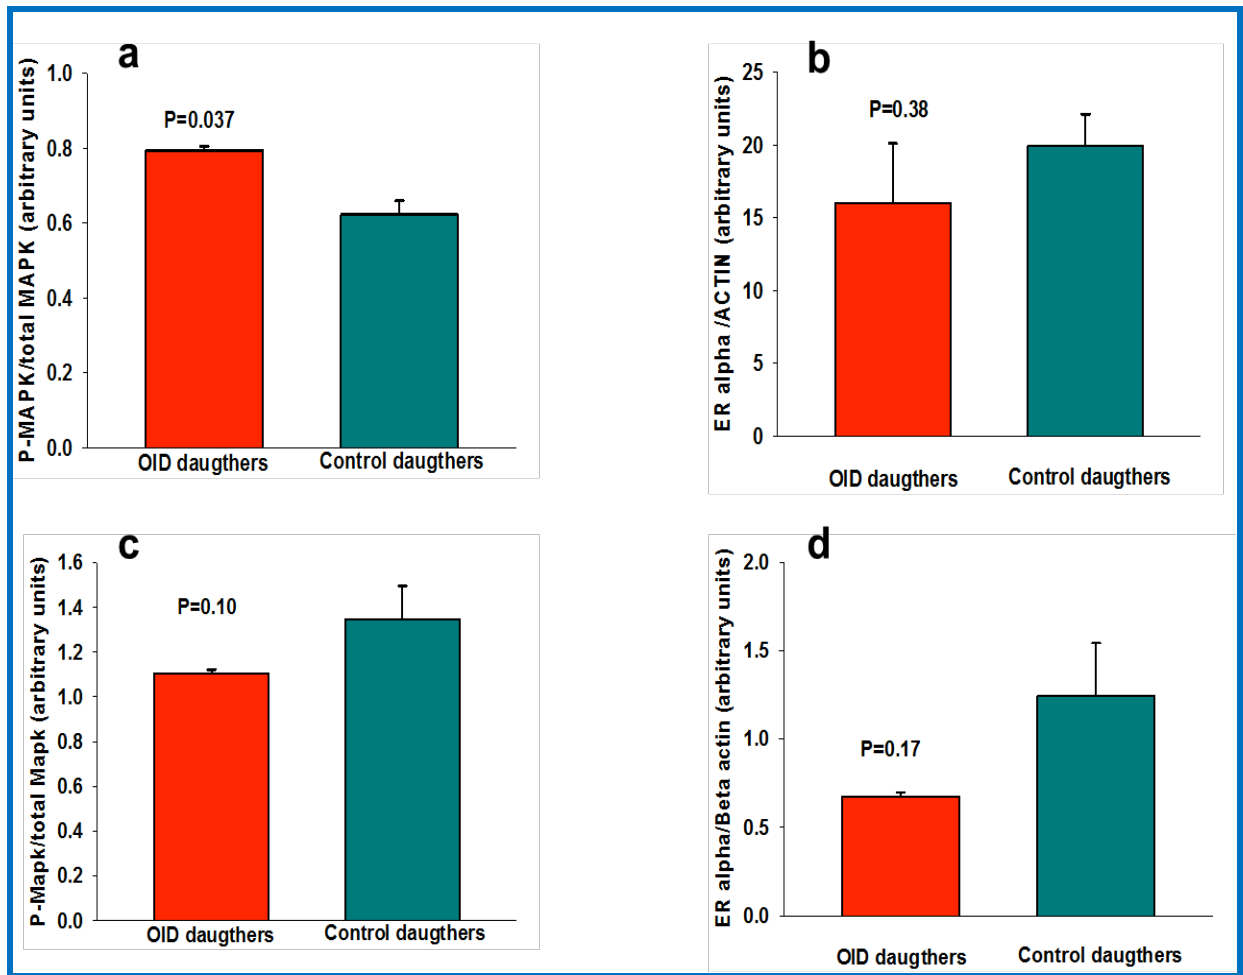 a
P-MAPK/total MAPK (arbitrary units)
1.0
0.8
0.6
0.4
0.2
0.0
P=0.037
OID daugthers
Control daugthers
b
ER alpha /ACTIN (arbitrary units)
25
20
15
10
5
0
P=0.38
OID daugthers
Control daugthers
c
P-Mapk/total Mapk (arbitrary units)
1.6
1.4
1.2
1.0
0.8
0.6
0.4
0.2
0.0
P=0.10
OID daugthers
Control daugthers
d
ER alpha/Beta actin (arbitrary units)
2.0
1.5
1.0
0.5
0.0
P=0.17
OID daugthers
Control daugthers